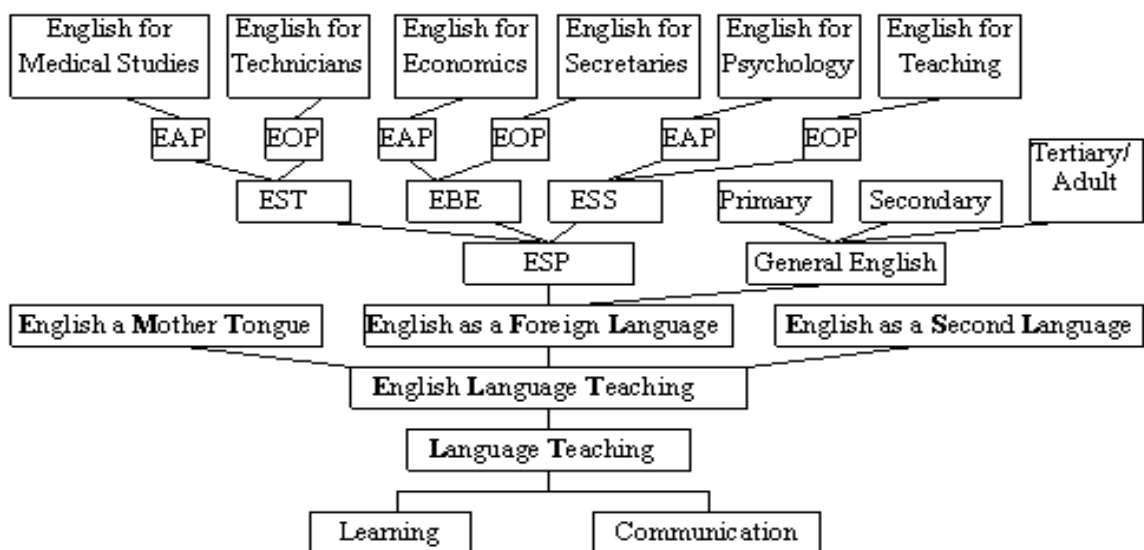 English for
Medical Studies
English for
Technicians
English for
Economics
English for
Secretaries
English for
Psychology
English for
Teaching
EAP
EOP
EAP
EOP
EAP
EOP
Tertiary/
Adult
EST
EBE
ESS
Primary
Secondary
ESP
General English
English a Mother Tongue
English as a Foreign Language
English as a Second Language
English Language Teaching
Language Teaching
Learning
Communication